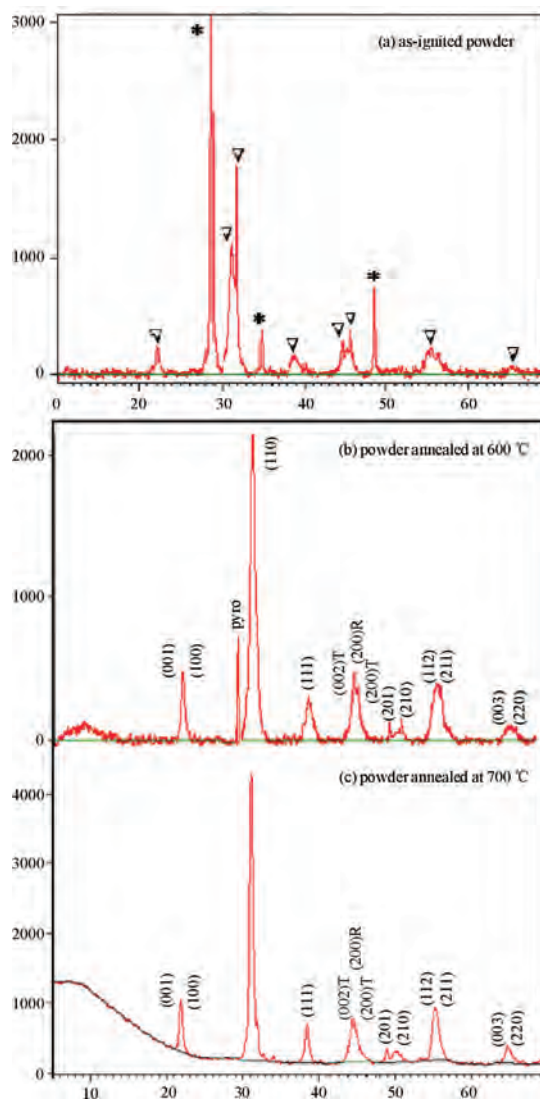 3000
*
(a) as-ignited powder
2000
1000
*
*
0
0 20 30 40 50 60
(b) powder annealed at 600 ℃
2000
(110)
1000
pyro
(001)
(100)
(111)
(002)T
(200)R
(200)T
(201)
(210)
(112)
(211)
(003)
(220)
0
(c) powder annealed at 700 ℃
4000
3000
2000
1000
(001)
(100)
(111)
(002)T
(200)R
(200)T
(201)
(210)
(112)
(211)
(003)
(220)
0
10 20 30 40 50 60